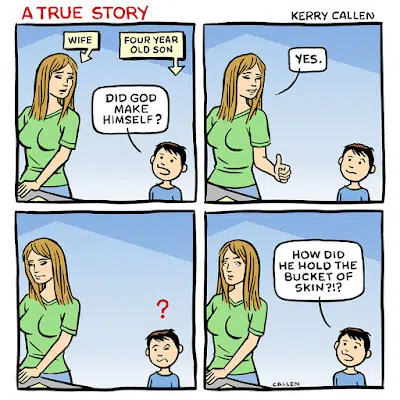 A TRUE STORY
KERRY CALLEN
WIFE
FOUR YEAR
OLD SON
DID GOD
MAKE
HIMSELF?
YES.
?
HOW DID
HE HOLD THE
BUCKET OF
SKIN?!?
CALLEN